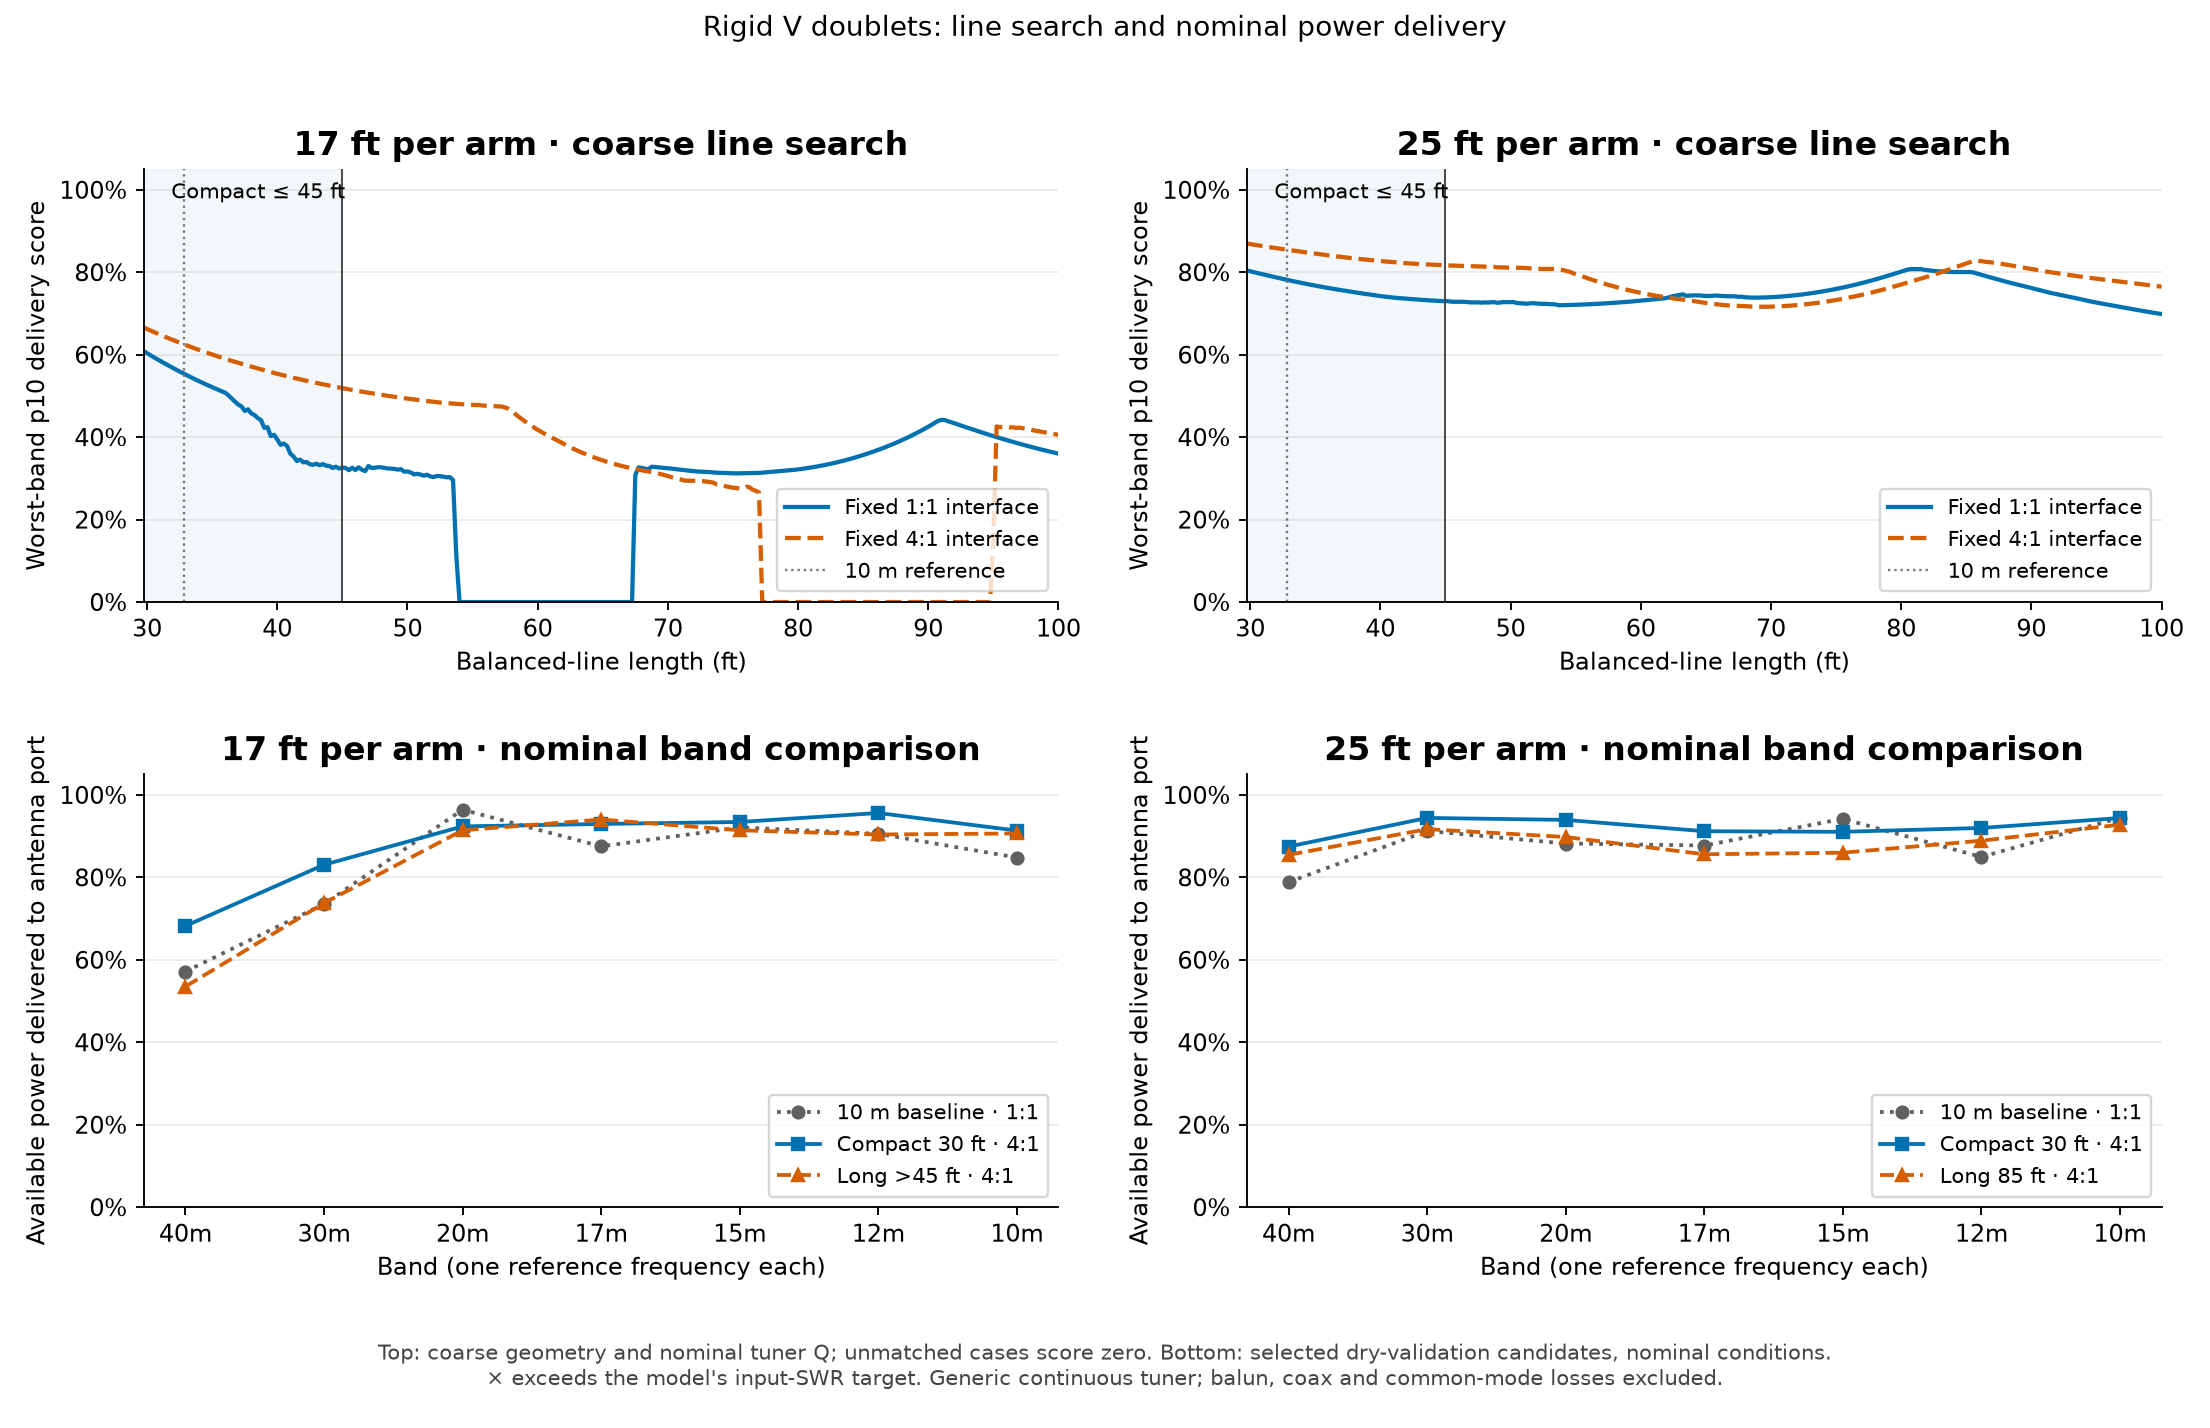 Rigid V doublets: line search and nominal power delivery
17 ft per arm · coarse line search
Worst-band p10 delivery score
100%
80%
60%
40%
20%
0%
Compact ≤ 45 ft
Fixed 1:1 interface
Fixed 4:1 interface
10 m reference
30 40 50 60 70 80 90 100
Balanced-line length (ft)
25 ft per arm · coarse line search
Worst-band p10 delivery score
100%
80%
60%
40%
20%
0%
Compact ≤ 45 ft
Fixed 1:1 interface
Fixed 4:1 interface
10 m reference
30 40 50 60 70 80 90 100
Balanced-line length (ft)
17 ft per arm · nominal band comparison
Available power delivered to antenna port
100%
80%
60%
40%
20%
0%
10 m baseline · 1:1
Compact 30 ft · 4:1
Long >45 ft · 4:1
40m 30m 20m 17m 15m 12m 10m
Band (one reference frequency each)
25 ft per arm · nominal band comparison
Available power delivered to antenna port
100%
80%
60%
40%
20%
0%
10 m baseline · 1:1
Compact 30 ft · 4:1
Long 85 ft · 4:1
40m 30m 20m 17m 15m 12m 10m
Band (one reference frequency each)
Top: coarse geometry and nominal tuner Q; unmatched cases score zero. Bottom: selected dry-validation candidates, nominal conditions.
× exceeds the model's input-SWR target. Generic continuous tuner; balun, coax and common-mode losses excluded.